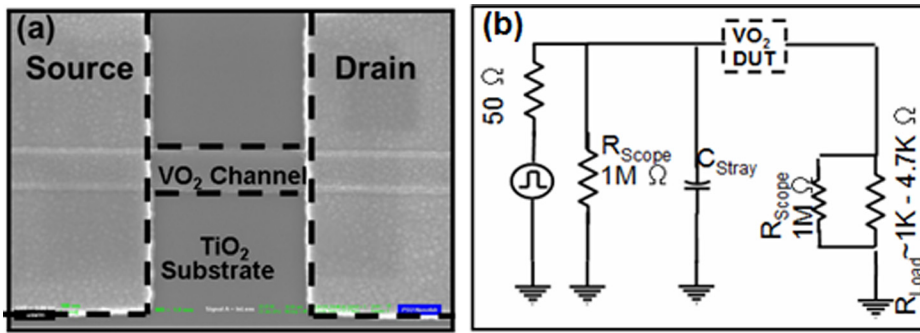 (a)
Source
Drain
VO₂ Channel
TiO₂
Substrate
(b)
50 Ω
R_Scope
1M Ω
C_Stray
VO₂
DUT
R_Scope
1M Ω
R_Load~1K - 4.7K Ω